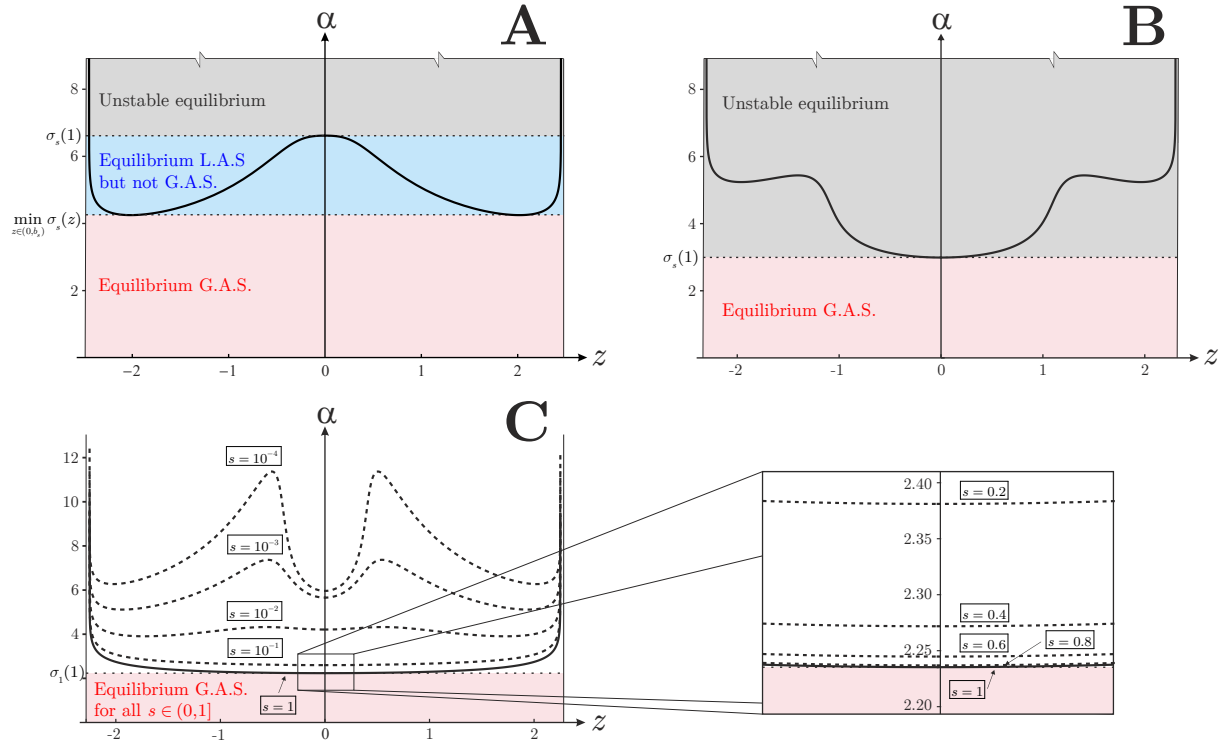 α
A
8
Unstable equilibrium
σₛ(1)
6
Equilibrium L.A.S
but not G.A.S.
min σₛ(z)
z∈(0,bₛ)
Equilibrium G.A.S.
2
−2
−1
0
1
2
z
α
B
8
Unstable equilibrium
6
4
σₛ(1)
2
Equilibrium G.A.S.
-2
-1
0
1
2
z
α
C
12
10
8
6
4
σ₁(1)
s = 10⁻⁴
s = 10⁻³
s = 10⁻²
s = 10⁻¹
s = 1
Equilibrium G.A.S.
for all s ∈ (0,1]
-2
-1
0
1
2
z
2.40
s = 0.2
2.35
2.30
s = 0.4
2.25
s = 0.6
s = 0.8
s = 1
2.20